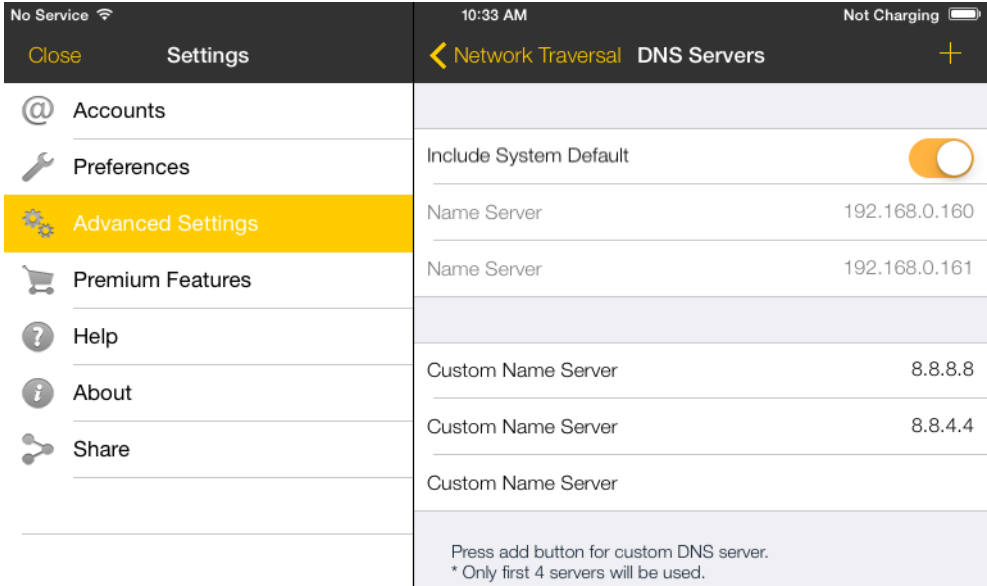 No Service 10:33 AM Not Charging
Close Settings Network Traversal DNS Servers
@ Accounts
Preferences
Advanced Settings
Premium Features
? Help
i About
Share
Include System Default
Name Server 192.168.0.160
Name Server 192.168.0.161
Custom Name Server 8.8.8.8
Custom Name Server 8.8.4.4
Custom Name Server
Press add button for custom DNS server.
* Only first 4 servers will be used.